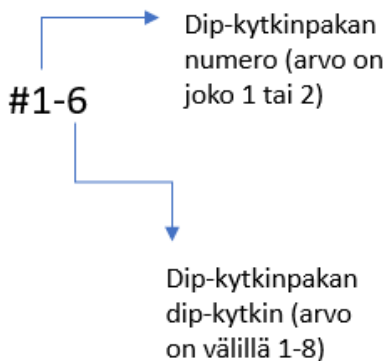 Dip-kytkinpakan
numero (arvo on
joko 1 tai 2)
#1-6
Dip-kytkinpakan
dip-kytkin (arvo
on välillä 1-8)